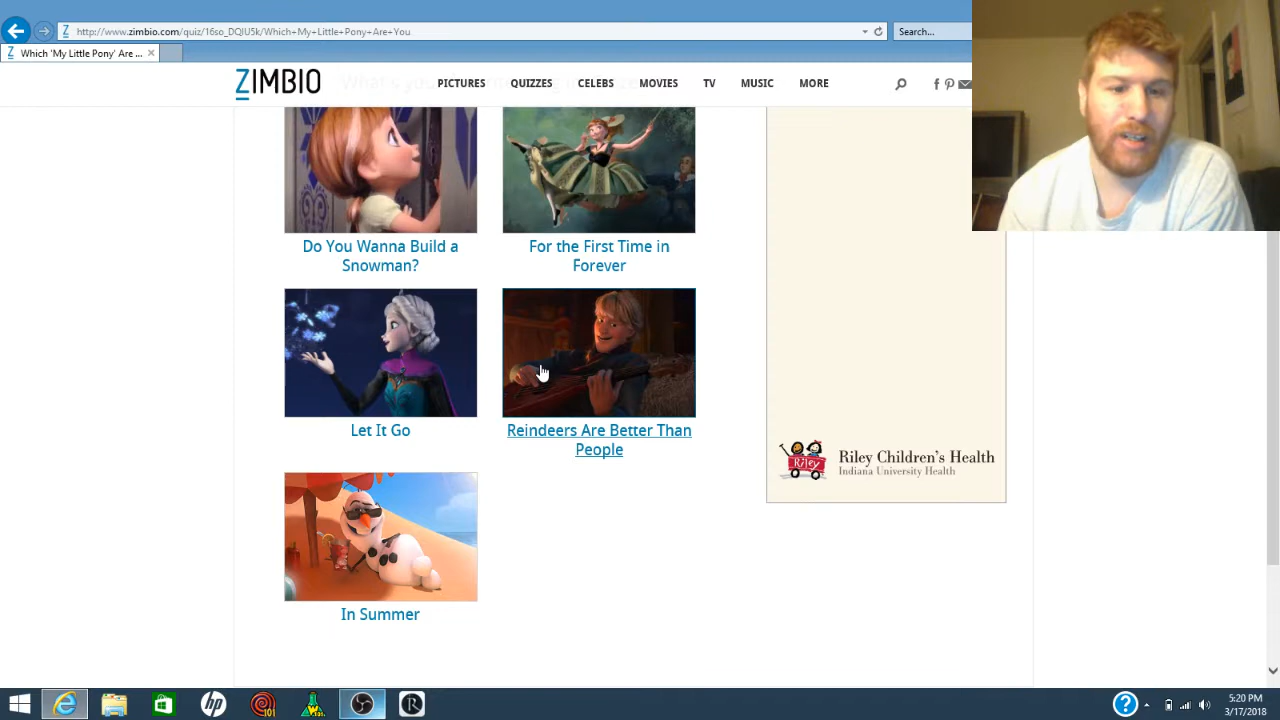 http://www.zimbio.com/quiz/16so_DQIU5k/Which+My+Little+Pony+Are+You
Search...
Which 'My Little Pony' Are ...
ZIMBIO
PICTURES QUIZZES CELEBS MOVIES TV MUSIC MORE
Do You Wanna Build a
Snowman?
For the First Time in
Forever
Let It Go
Reindeers Are Better Than
People
Riley
Riley Children's Health
Indiana University Health
In Summer
5:20 PM
3/17/2018